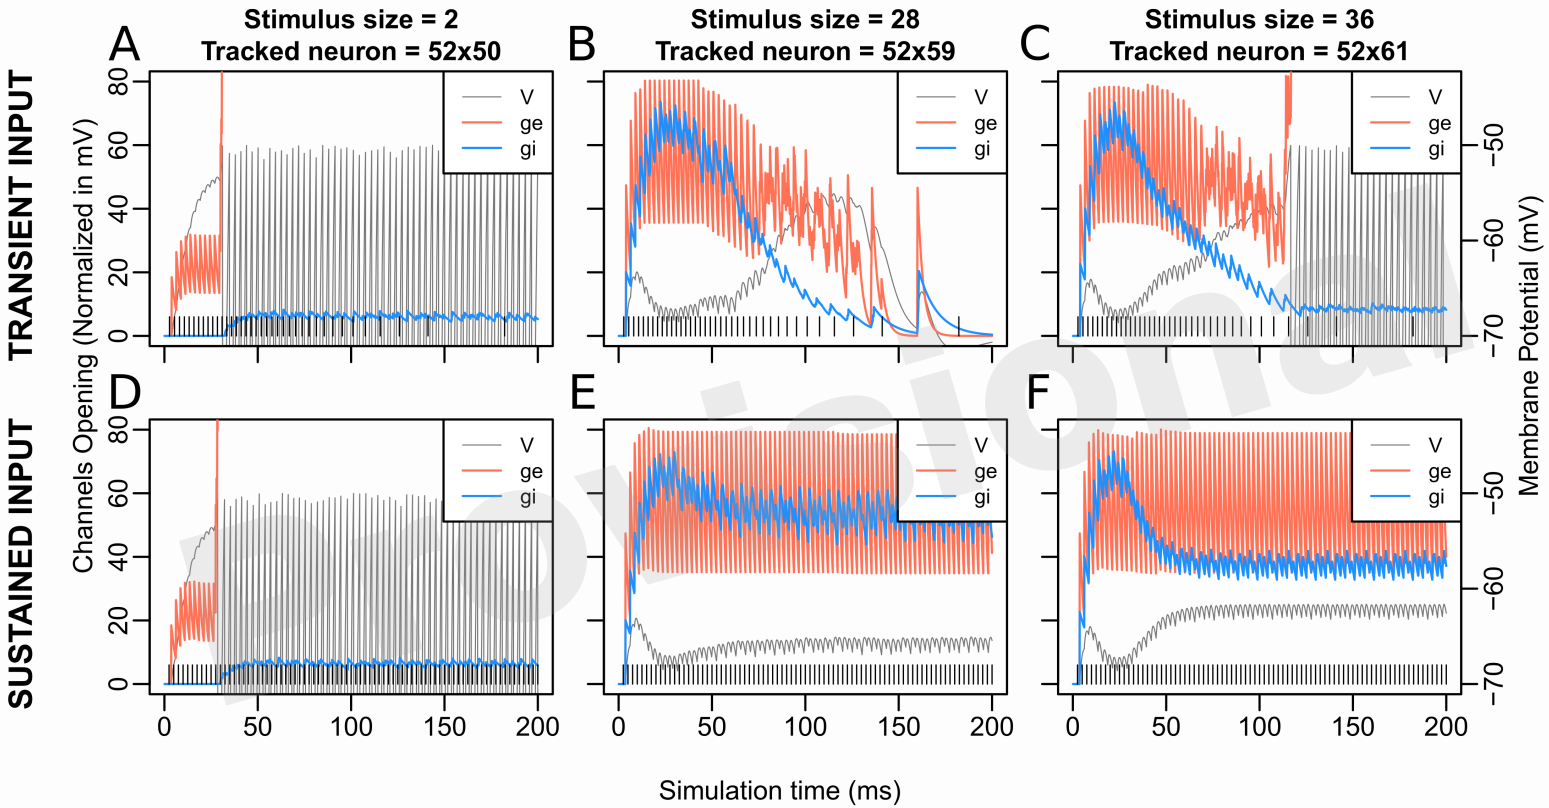 Stimulus size = 2
Tracked neuron = 52x50
Stimulus size = 28
Tracked neuron = 52x59
Stimulus size = 36
Tracked neuron = 52x61
A
B
C
TRANSIENT INPUT
SUSTAINED INPUT
Channels Opening (Normalized in mV)
Membrane Potential (mV)
80
60
40
20
0
V
ge
gi
V
ge
gi
V
ge
gi
−50
−60
−70
D
E
F
80
60
40
20
0
V
ge
gi
V
ge
gi
V
ge
gi
−50
−60
−70
0 50 100 150 200
0 50 100 150 200
0 50 100 150 200
Simulation time (ms)
Provisional